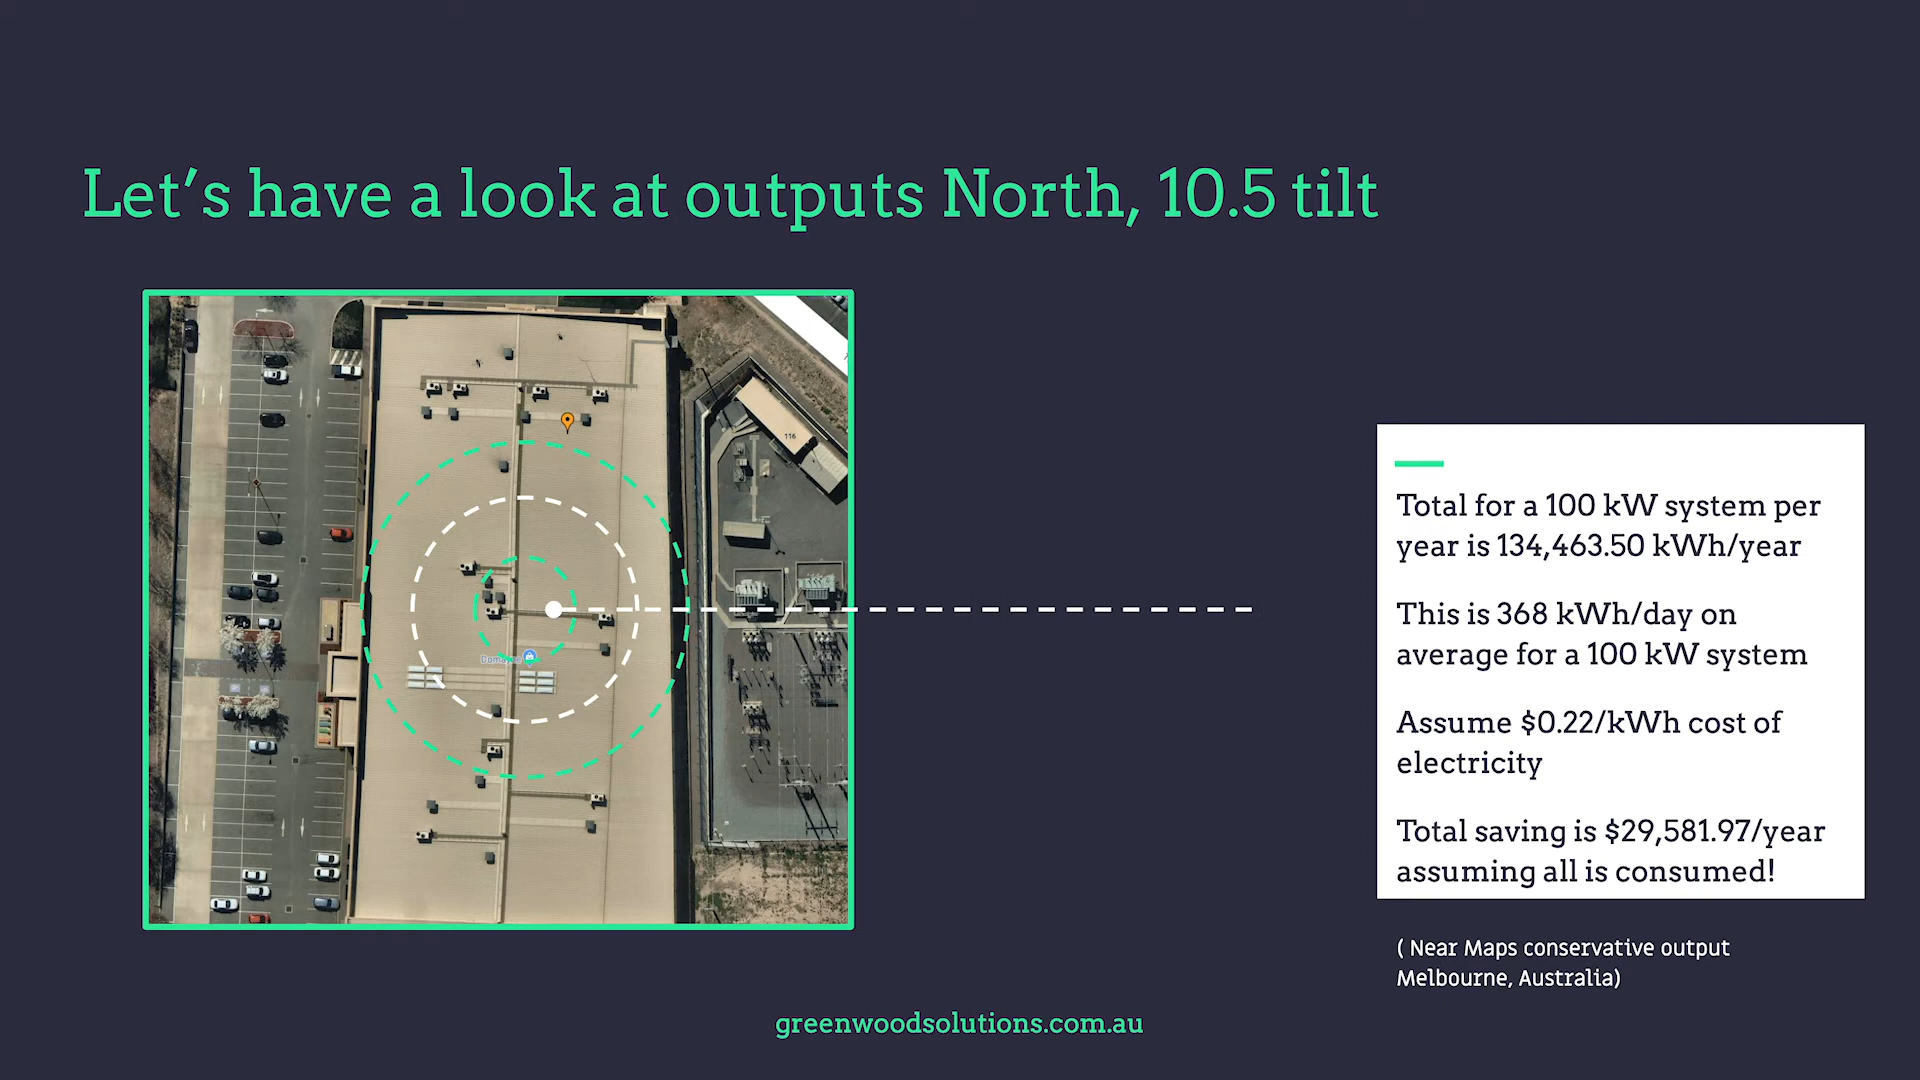 Let’s have a look at outputs North, 10.5 tilt
116
Total for a 100 kW system per
year is 134,463.50 kWh/year
This is 368 kWh/day on
average for a 100 kW system
Assume $0.22/kWh cost of
electricity
Total saving is $29,581.97/year
assuming all is consumed!
( Near Maps conservative output
Melbourne, Australia)
greenwoodsolutions.com.au